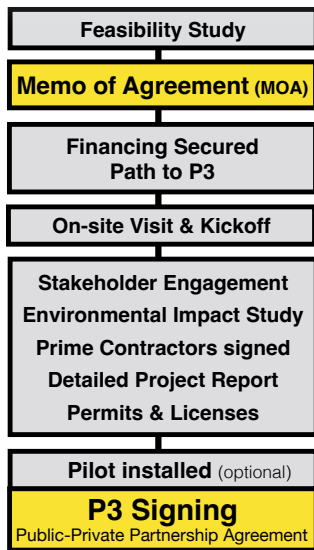 Feasibility Study
Memo of Agreement (MOA)
Financing Secured
Path to P3
On-site Visit & Kickoff
Stakeholder Engagement
Environmental Impact Study
Prime Contractors signed
Detailed Project Report
Permits & Licenses
Pilot installed (optional)
P3 Signing
Public-Private Partnership Agreement